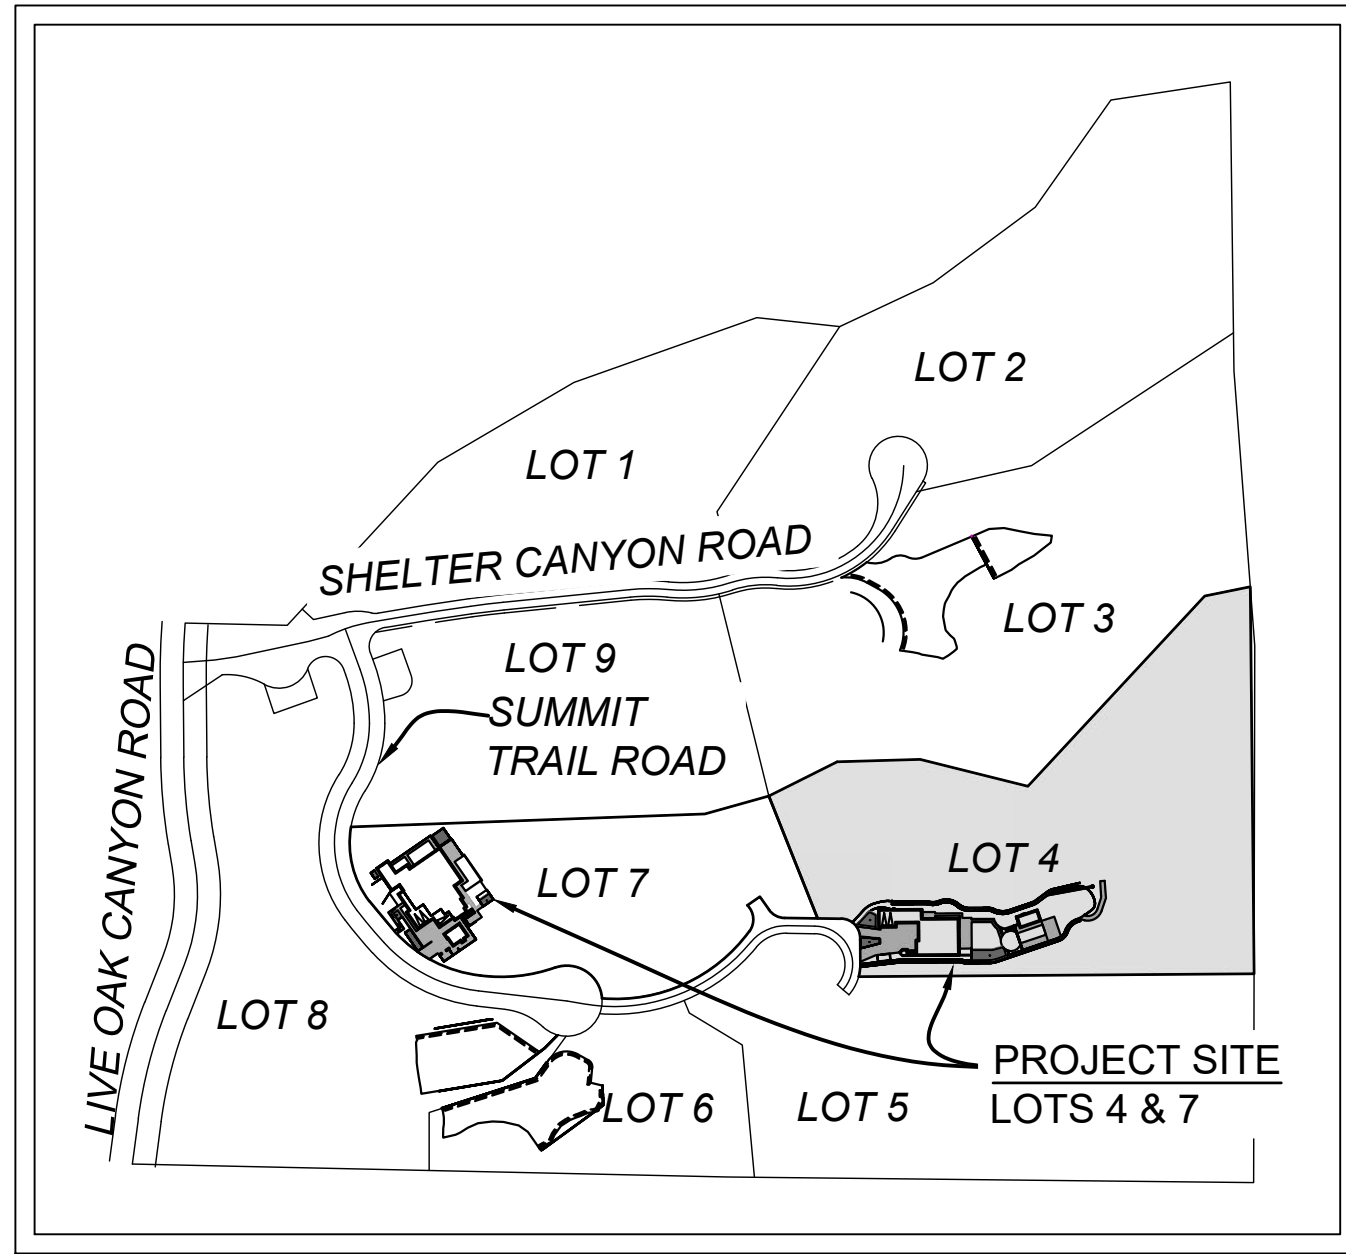 LOT 2
LOT 1
SHELTER CANYON ROAD
LOT 3
LOT 9
SUMMIT
TRAIL ROAD
LIVE OAK CANYON ROAD
LOT 4
LOT 7
LOT 8
PROJECT SITE
LOTS 4 & 7
LOT 6
LOT 5